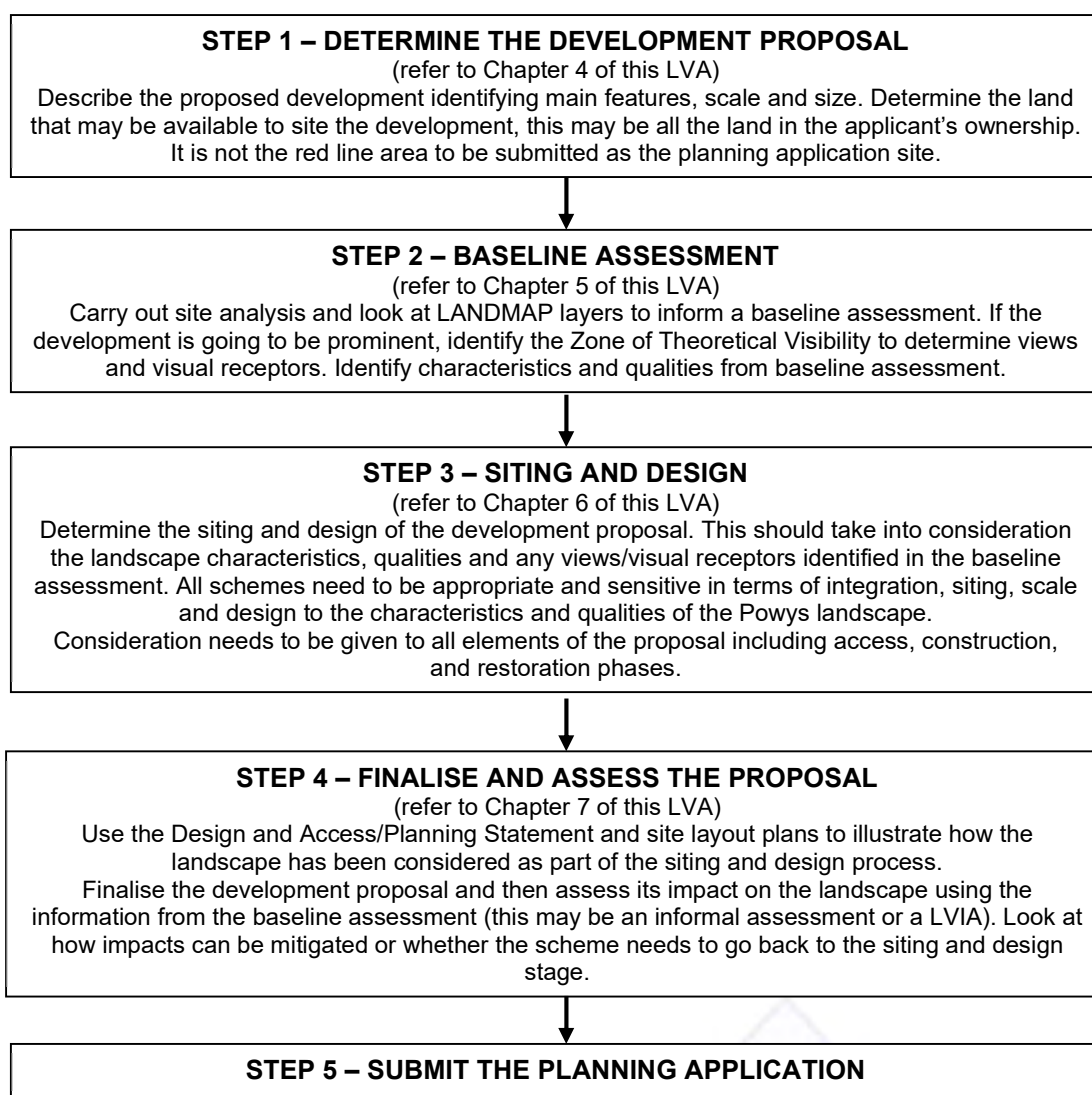 STEP 1 – DETERMINE THE DEVELOPMENT PROPOSAL
(refer to Chapter 4 of this LVA)
Describe the proposed development identifying main features, scale and size. Determine the land
that may be available to site the development, this may be all the land in the applicant’s ownership.
It is not the red line area to be submitted as the planning application site.
STEP 2 – BASELINE ASSESSMENT
(refer to Chapter 5 of this LVA)
Carry out site analysis and look at LANDMAP layers to inform a baseline assessment. If the
development is going to be prominent, identify the Zone of Theoretical Visibility to determine views
and visual receptors. Identify characteristics and qualities from baseline assessment.
STEP 3 – SITING AND DESIGN
(refer to Chapter 6 of this LVA)
Determine the siting and design of the development proposal. This should take into consideration
the landscape characteristics, qualities and any views/visual receptors identified in the baseline
assessment. All schemes need to be appropriate and sensitive in terms of integration, siting, scale
and design to the characteristics and qualities of the Powys landscape.
Consideration needs to be given to all elements of the proposal including access, construction,
and restoration phases.
STEP 4 – FINALISE AND ASSESS THE PROPOSAL
(refer to Chapter 7 of this LVA)
Use the Design and Access/Planning Statement and site layout plans to illustrate how the
landscape has been considered as part of the siting and design process.
Finalise the development proposal and then assess its impact on the landscape using the
information from the baseline assessment (this may be an informal assessment or a LVIA). Look at
how impacts can be mitigated or whether the scheme needs to go back to the siting and design
stage.
STEP 5 – SUBMIT THE PLANNING APPLICATION